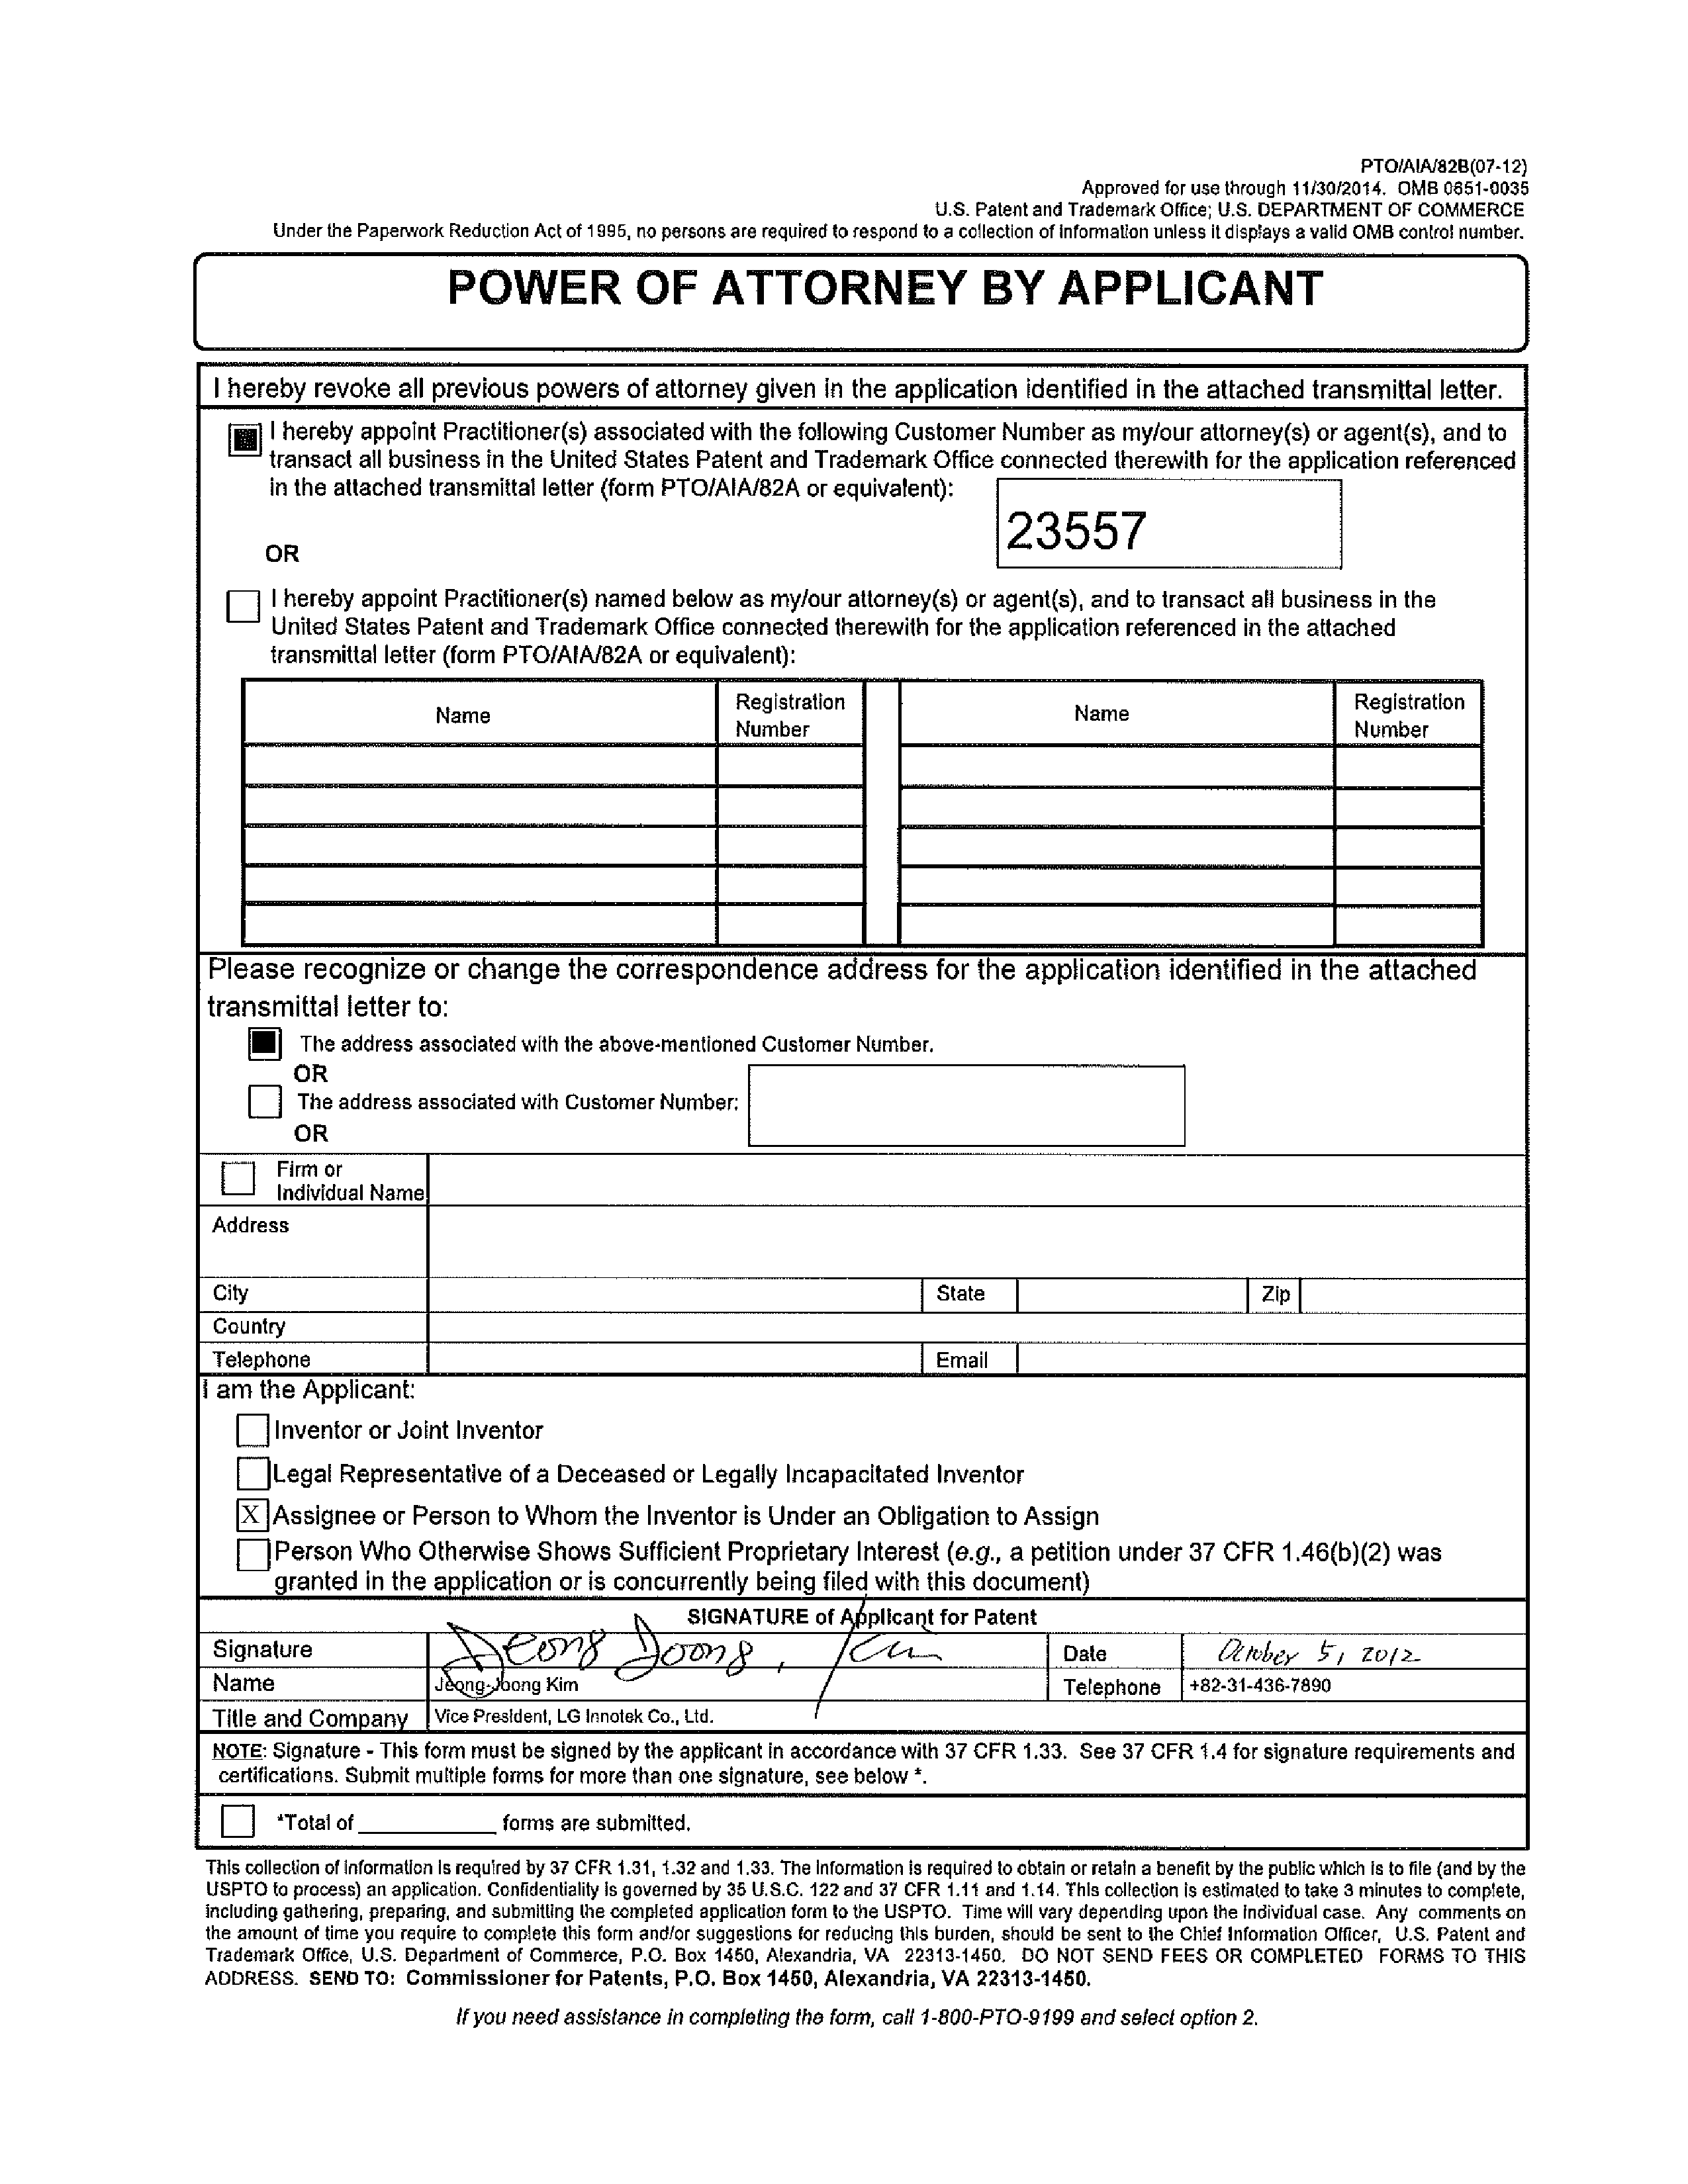 PTO/AIA/82B(07-12)
Approved for use through 11/30/2014. OMB 0651-0035
U.S. Patent and Trademark Office; U.S. DEPARTMENT OF COMMERCE
Under the Paperwork Reduction Act of 1995, no persons are required to respond to a collection of information unless it displays a valid OMB control number.
POWER OF ATTORNEY BY APPLICANT
I hereby revoke all previous powers of attorney given in the application identified in the attached transmittal letter.
I hereby appoint Practitioner(s) associated with the following Customer Number as my/our attorney(s) or agent(s), and to
transact all business in the United States Patent and Trademark Office connected therewith for the application referenced
in the attached transmittal letter (form PTO/AIA/82A or equivalent):
23557
OR
I hereby appoint Practitioner(s) named below as my/our attorney(s) or agent(s), and to transact all business in the
United States Patent and Trademark Office connected therewith for the application referenced in the attached
transmittal letter (form PTO/AIA/82A or equivalent):
Name Registration Number Name Registration Number
Please recognize or change the correspondence address for the application identified in the attached
transmittal letter to:
The address associated with the above-mentioned Customer Number.
OR
The address associated with Customer Number:
OR
Firm or
Individual Name
Address
City State Zip
Country
Telephone Email
I am the Applicant:
Inventor or Joint Inventor
Legal Representative of a Deceased or Legally Incapacitated Inventor
X Assignee or Person to Whom the Inventor is Under an Obligation to Assign
Person Who Otherwise Shows Sufficient Proprietary Interest (e.g., a petition under 37 CFR 1.46(b)(2) was
granted in the application or is concurrently being filed with this document)
SIGNATURE of Applicant for Patent
Signature Jeong Joong, Kim Date October 5, 2012
Name Jeong-Joong Kim Telephone +82-31-436-7890
Title and Company Vice President, LG Innotek Co., Ltd.
NOTE: Signature - This form must be signed by the applicant in accordance with 37 CFR 1.33. See 37 CFR 1.4 for signature requirements and
certifications. Submit multiple forms for more than one signature, see below *.
*Total of ____________ forms are submitted.
This collection of information is required by 37 CFR 1.31, 1.32 and 1.33. The information is required to obtain or retain a benefit by the public which is to file (and by the
USPTO to process) an application. Confidentiality is governed by 35 U.S.C. 122 and 37 CFR 1.11 and 1.14. This collection is estimated to take 3 minutes to complete,
including gathering, preparing, and submitting the completed application form to the USPTO. Time will vary depending upon the individual case. Any comments on
the amount of time you require to complete this form and/or suggestions for reducing this burden, should be sent to the Chief Information Officer, U.S. Patent and
Trademark Office, U.S. Department of Commerce, P.O. Box 1450, Alexandria, VA 22313-1450. DO NOT SEND FEES OR COMPLETED FORMS TO THIS
ADDRESS. SEND TO: Commissioner for Patents, P.O. Box 1450, Alexandria, VA 22313-1450.
If you need assistance in completing the form, call 1-800-PTO-9199 and select option 2.